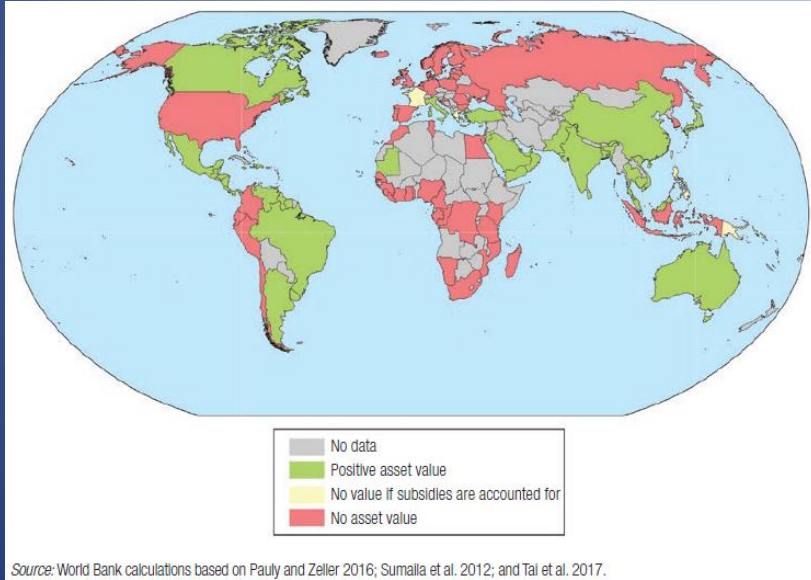 No data
Positive asset value
No value if subsidies are accounted for
No asset value
Source: World Bank calculations based on Pauly and Zeller 2016; Sumaila et al. 2012; and Tai et al. 2017.